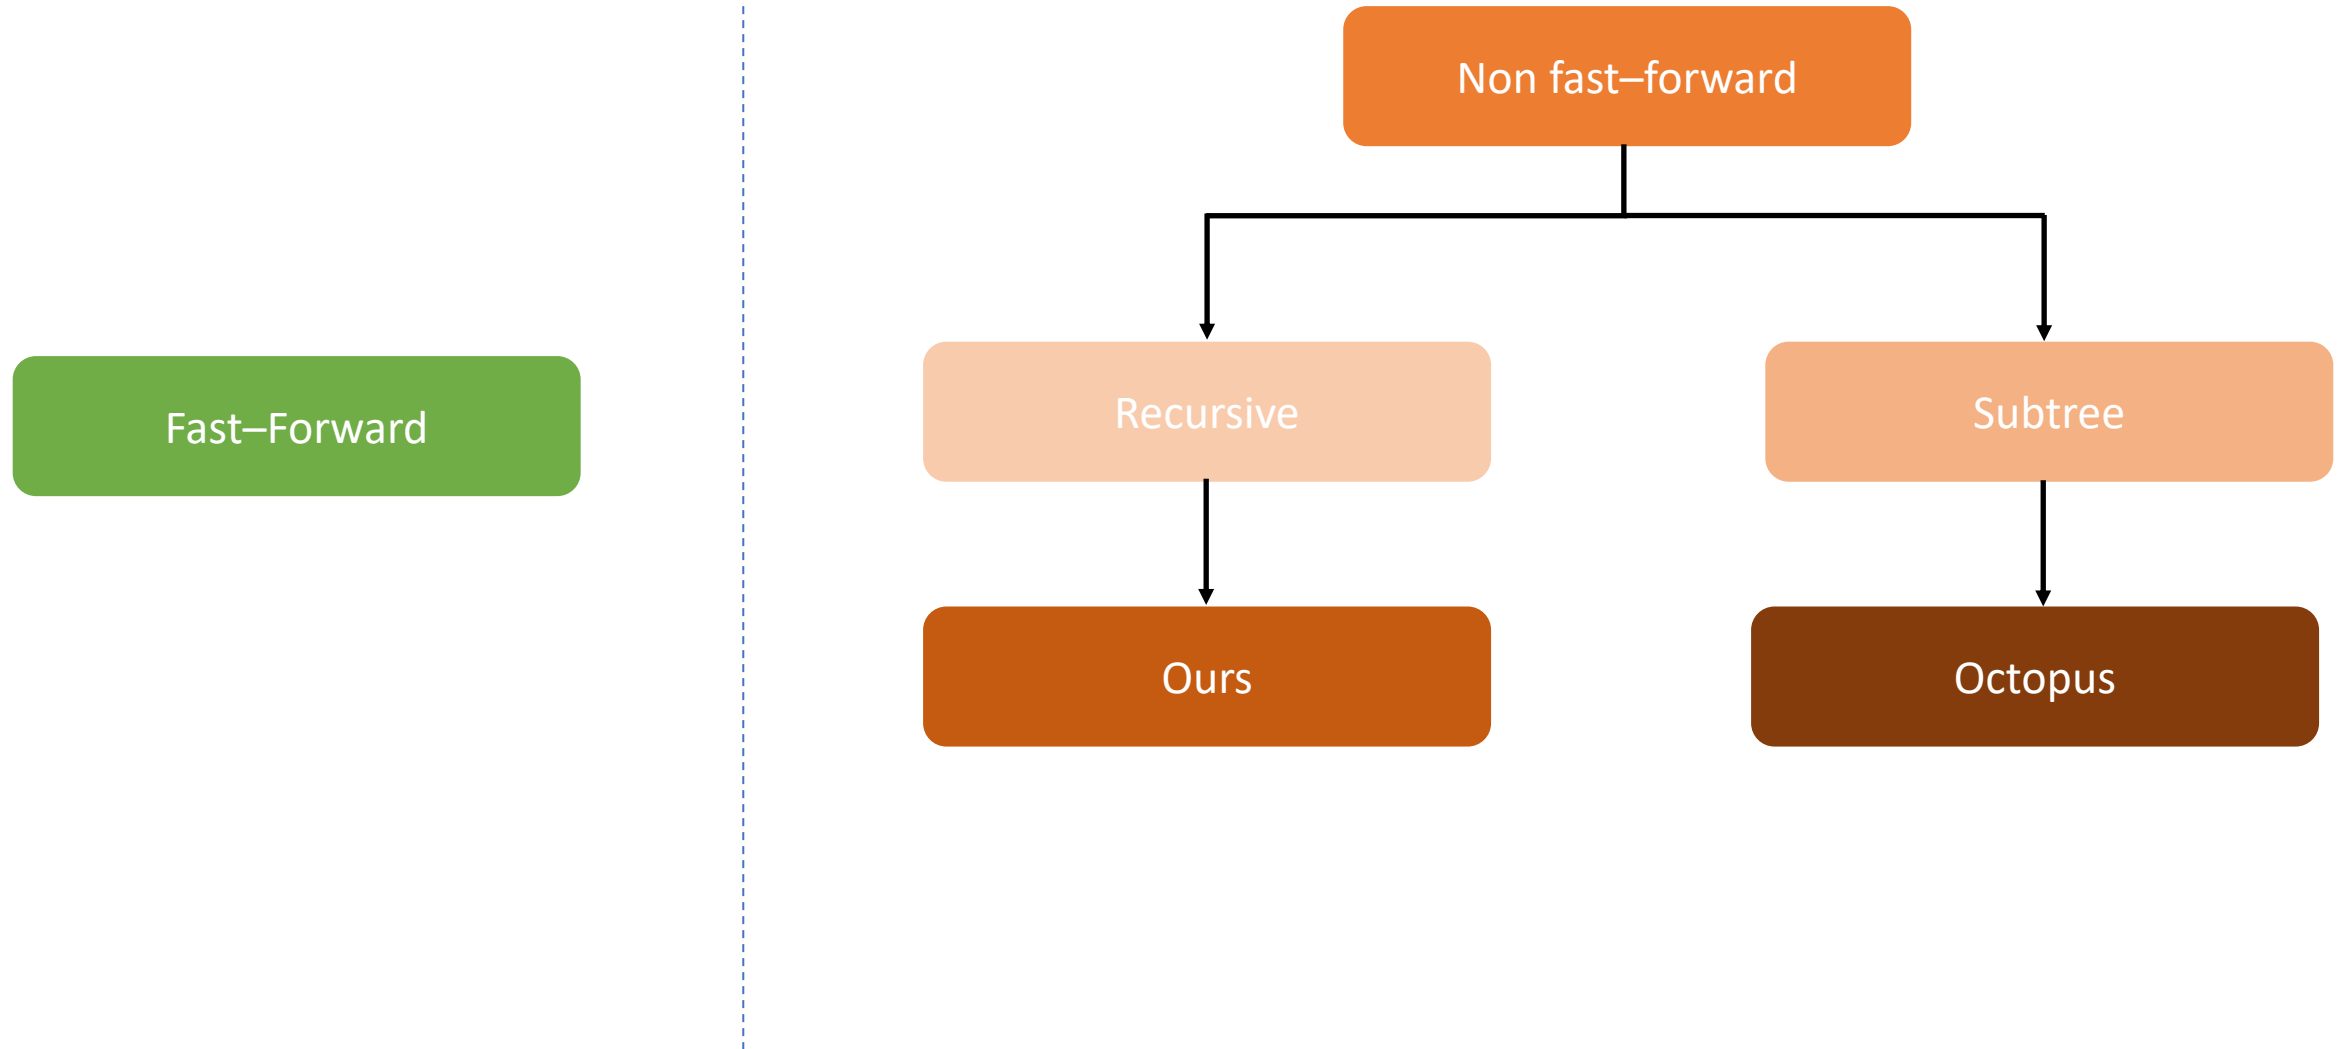 Non fast–forward
Fast–Forward
Recursive
Subtree
Ours
Octopus